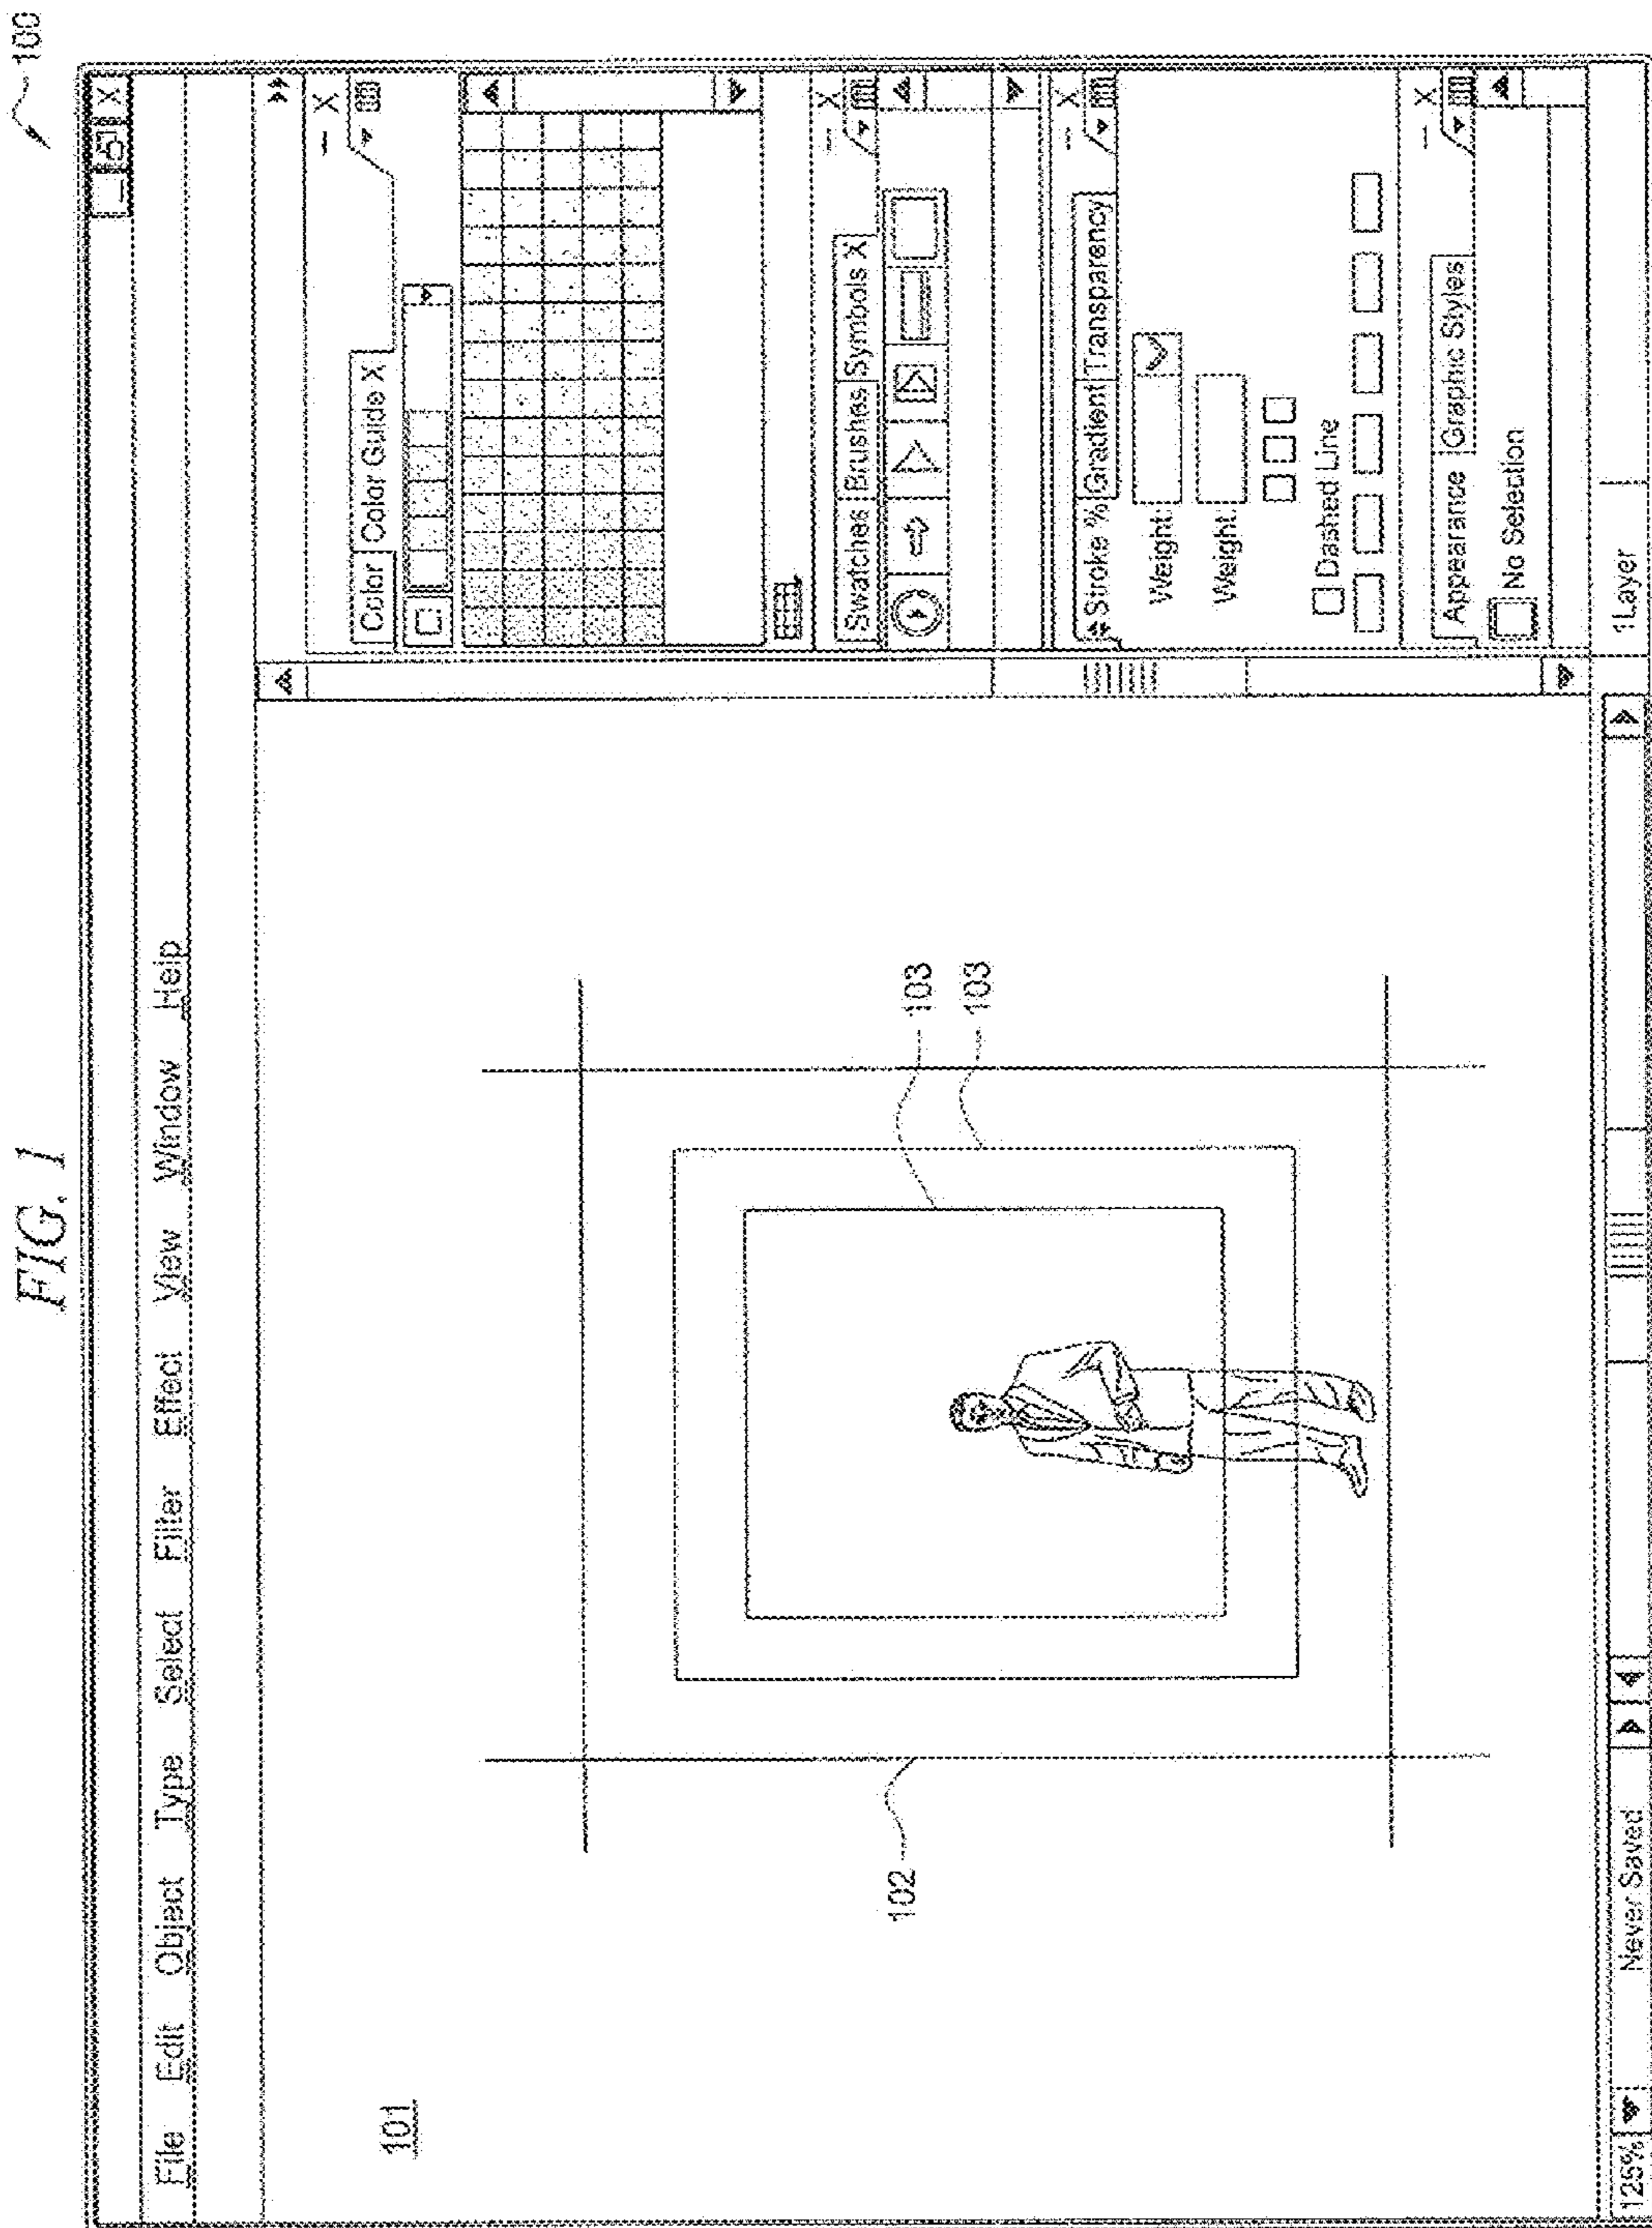 FIG. 1
100
File Edit Object Type Select Filter Effect View Window Help
101
102
103
103
Color Color Guide X
Swatches Brushes Symbols X
Stroke % Gradient Transparency
Weight
Weight
Dashed Line
Appearance Graphic Styles
No Selection
125% Never Saved 1Layer